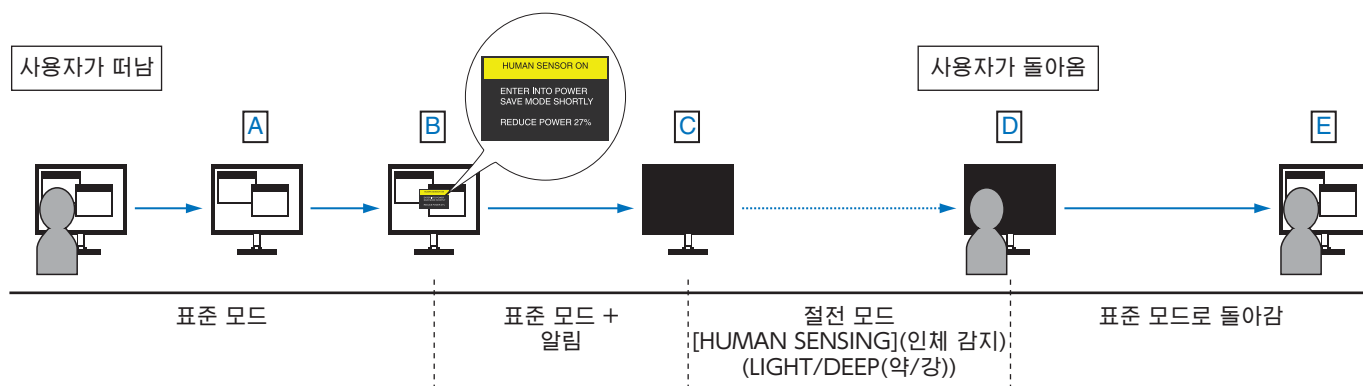 사용자가 떠남
HUMAN SENSOR ON
ENTER INTO POWER
SAVE MODE SHORTLY
REDUCE POWER 27%
사용자가 돌아옴
A
B
C
D
E
표준 모드
표준 모드 +
알림
절전 모드
[HUMAN SENSING](인체 감지)
(LIGHT/DEEP(약/강))
표준 모드로 돌아감